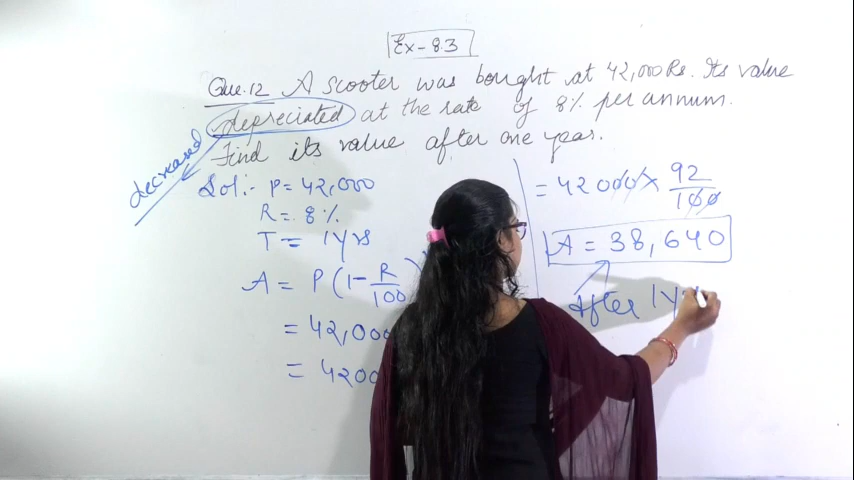 Ex-8.3
Que.12 A scooter was bought at 42,000 Rs. Its value
depreciated at the rate of 8% per annum.
Find its value after one year.
decreased
Sol:- P = 42,000
R = 8%
T = 1 yrs
A = P(1 - R/100)
= 42,000
= 4200
= 42000 × 92/100
A = 38,640
After 1 yr